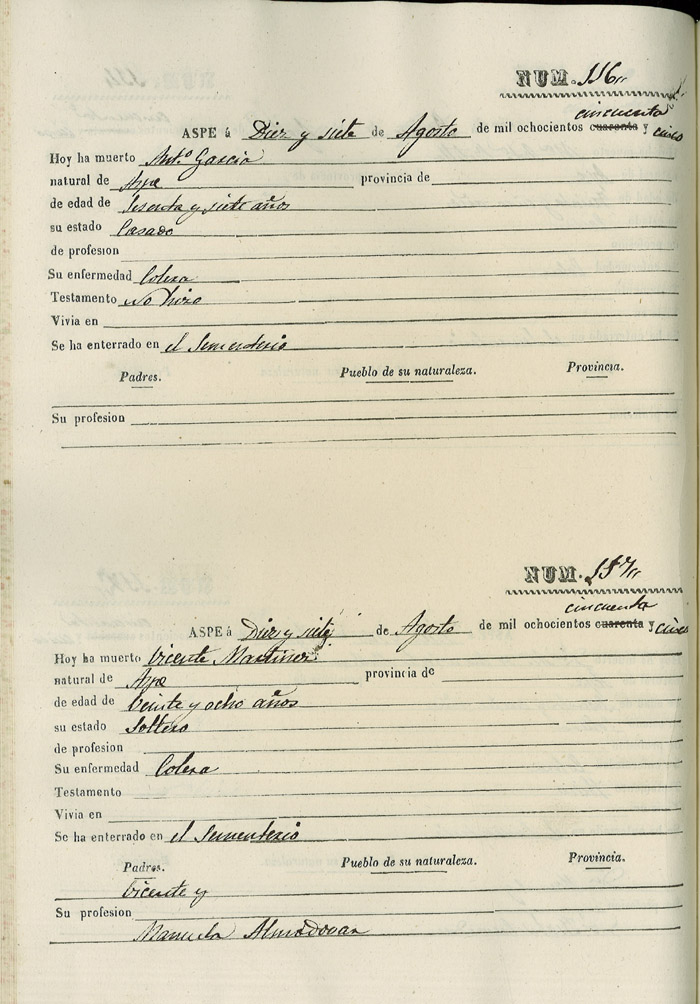 NUM. 116
cincuenta
ASPE á Diez y siete de Agosto de mil ochocientos cuarenta y cinco
Hoy ha muerto Antº Garcia
natural de Aspe provincia de
de edad de Sesenta y siete años
su estado Casado
de profesion
Su enfermedad Colera
Testamento No hizo
Vivia en
Se ha enterrado en el Sementerio
Padres. Pueblo de su naturaleza. Provincia.
Su profesion
NUM. 117
cincuenta
ASPE á Diez y siete de Agosto de mil ochocientos cuarenta y cinco
Hoy ha muerto Vicente Martinez
natural de Aspe provincia de
de edad de Veinte y ocho años
su estado Soltero
de profesion
Su enfermedad Colera
Testamento
Vivia en
Se ha enterrado en el Sementerio
Padres. Pueblo de su naturaleza. Provincia.
Vicente y
Su profesion
Manuela Almodovar